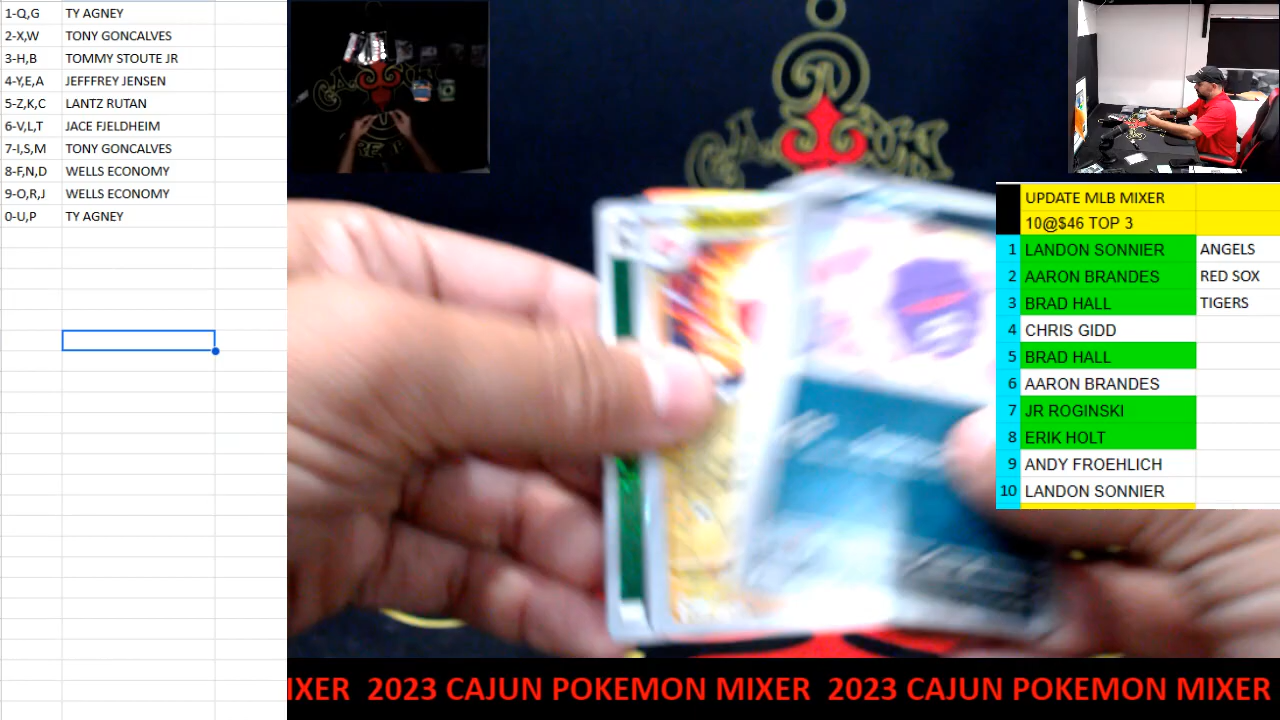 1-Q,G TY AGNEY
2-X,W TONY GONCALVES
3-H,B TOMMY STOUTE JR
4-Y,E,A JEFFFREY JENSEN
5-Z,K,C LANTZ RUTAN
6-V,L,T JACE FJELDHEIM
7-I,S,M TONY GONCALVES
8-F,N,D WELLS ECONOMY
9-O,R,J WELLS ECONOMY
0-U,P TY AGNEY
UPDATE MLB MIXER
10@$46 TOP 3
1 LANDON SONNIER ANGELS
2 AARON BRANDES RED SOX
3 BRAD HALL TIGERS
4 CHRIS GIDD
5 BRAD HALL
6 AARON BRANDES
7 JR ROGINSKI
8 ERIK HOLT
9 ANDY FROEHLICH
10 LANDON SONNIER
IXER 2023 CAJUN POKEMON MIXER 2023 CAJUN POKEMON MIXER